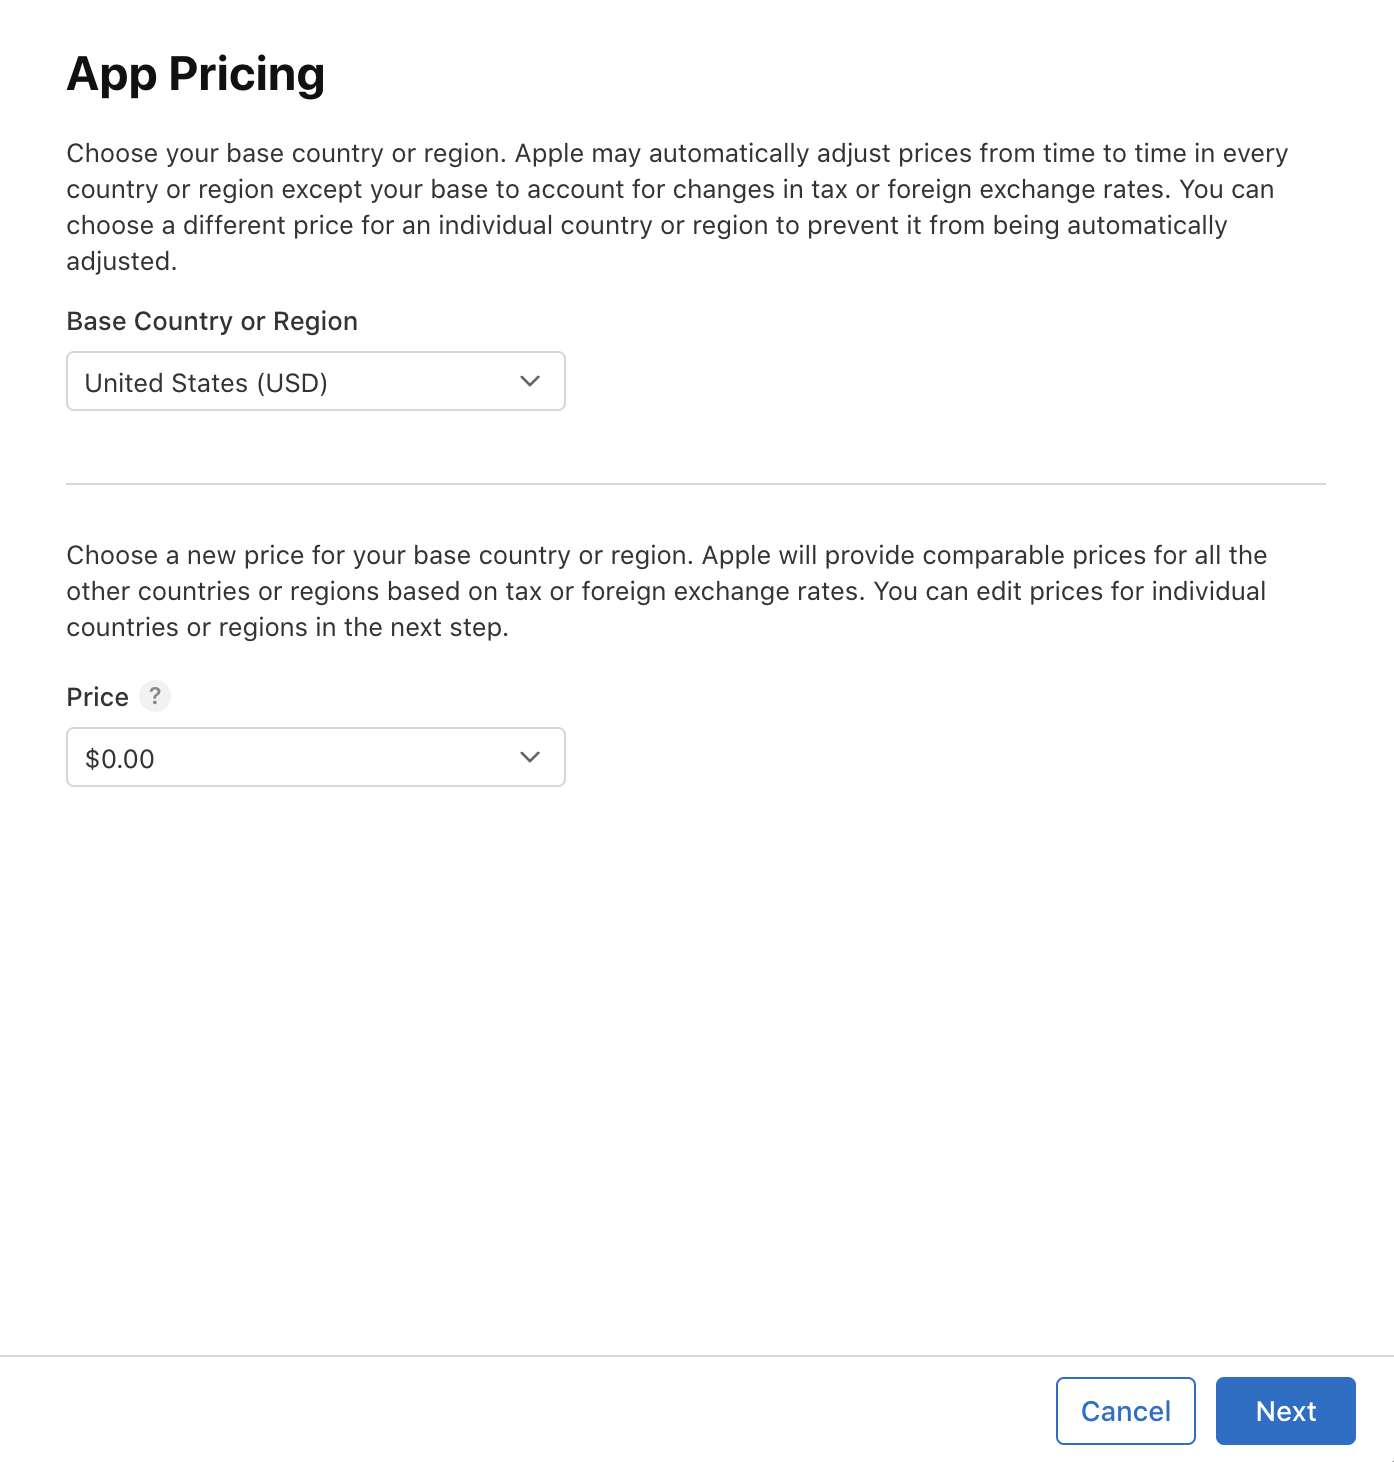 App Pricing
Choose your base country or region. Apple may automatically adjust prices from time to time in every
country or region except your base to account for changes in tax or foreign exchange rates. You can
choose a different price for an individual country or region to prevent it from being automatically
adjusted.
Base Country or Region
United States (USD)
Choose a new price for your base country or region. Apple will provide comparable prices for all the
other countries or regions based on tax or foreign exchange rates. You can edit prices for individual
countries or regions in the next step.
Price ?
$0.00
Cancel Next